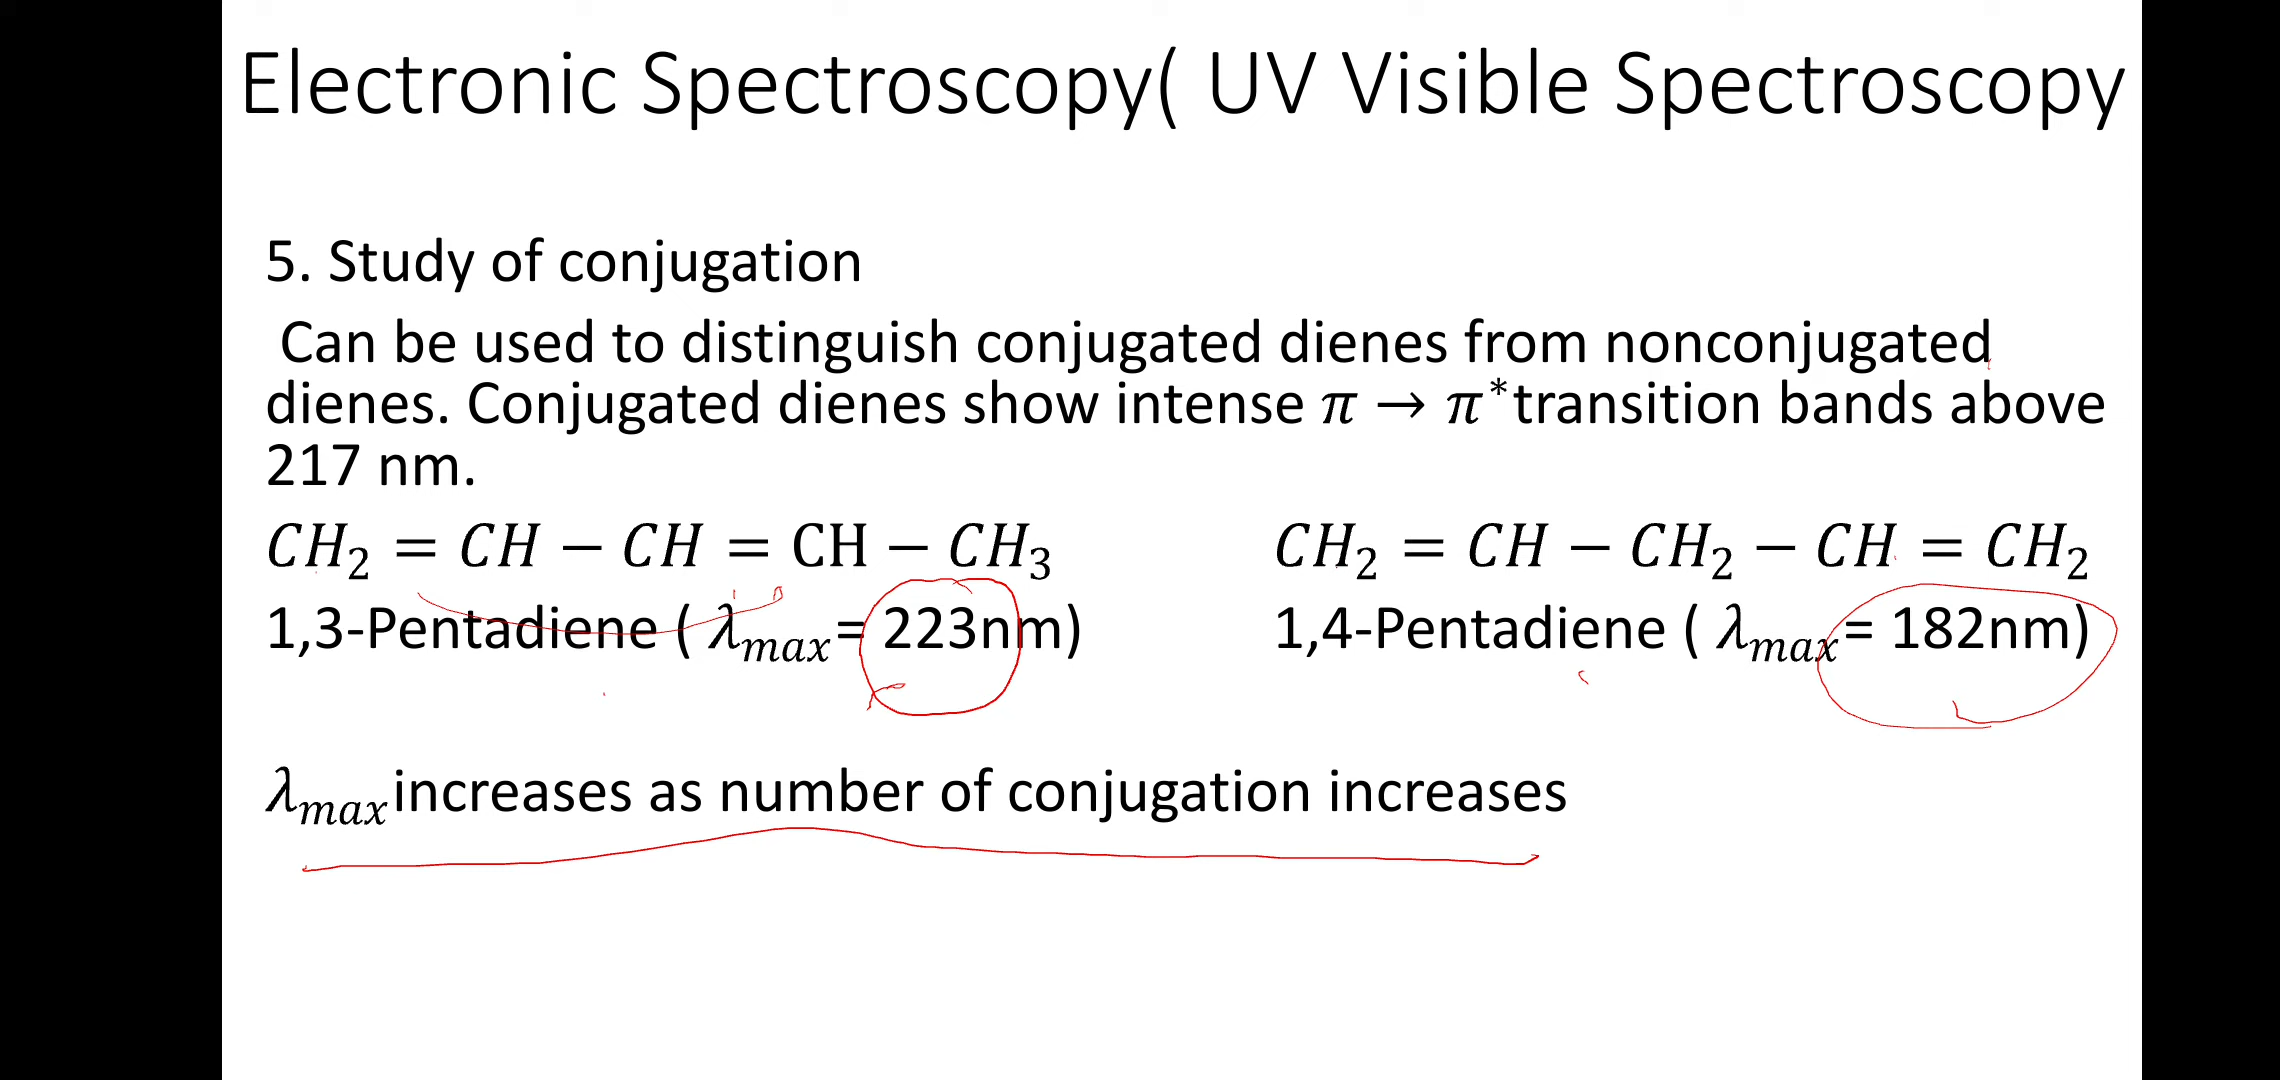 Electronic Spectroscopy( UV Visible Spectroscopy
5. Study of conjugation
Can be used to distinguish conjugated dienes from nonconjugated
dienes. Conjugated dienes show intense π → π* transition bands above
217 nm.
CH₂ = CH − CH = CH − CH₃ CH₂ = CH − CH₂ − CH = CH₂
1,3-Pentadiene ( λmax= 223nm) 1,4-Pentadiene ( λmax= 182nm)
λmax increases as number of conjugation increases